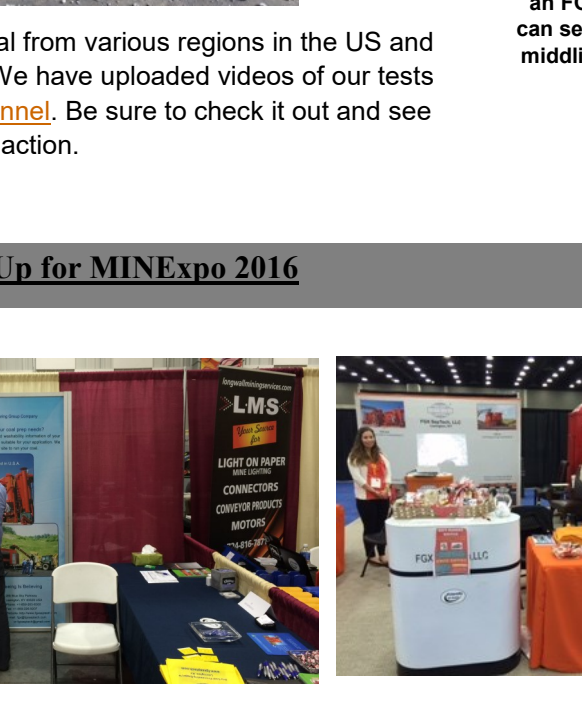 an FG
can se
middli
al from various regions in the US and
We have uploaded videos of our tests
nnel. Be sure to check it out and see
action.
Up for MINExpo 2016
longwallminingservices.com
LMS
Your Source
for
LIGHT ON PAPER
MINE LIGHTING
CONNECTORS
CONVEYOR PRODUCTS
MOTORS
FGX SepTech, LLC
FGX
LLC